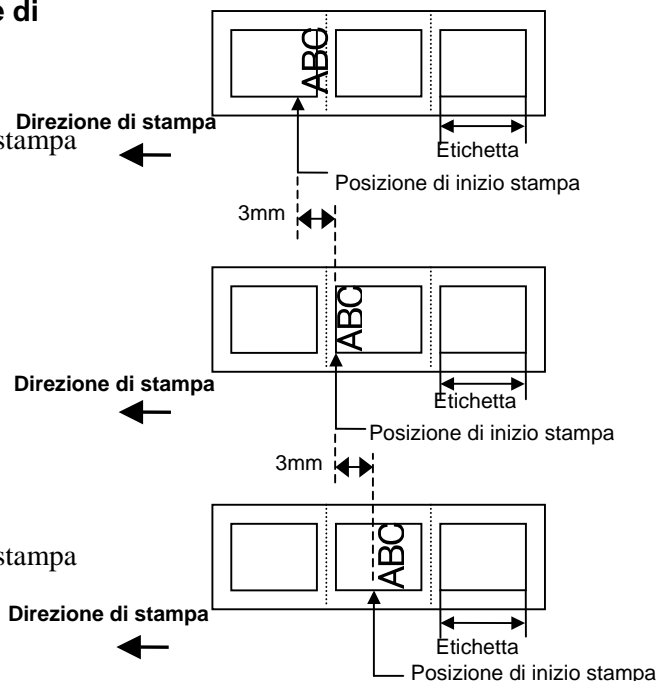 e di
ABC
Direzione di stampa
stampa
Etichetta
Posizione di inizio stampa
3mm
ABC
Direzione di stampa
Etichetta
Posizione di inizio stampa
3mm
ABC
stampa
Direzione di stampa
Etichetta
Posizione di inizio stampa